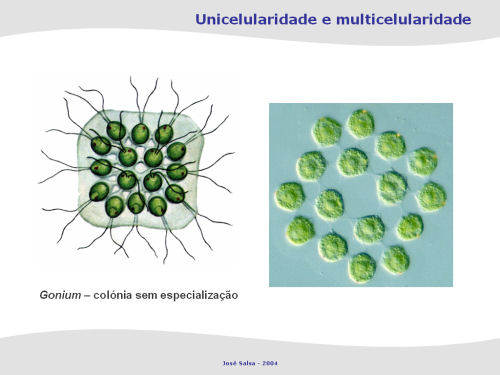 Unicelularidade e multicelularidade
Gonium – colónia sem especialização
José Salsa - 2004